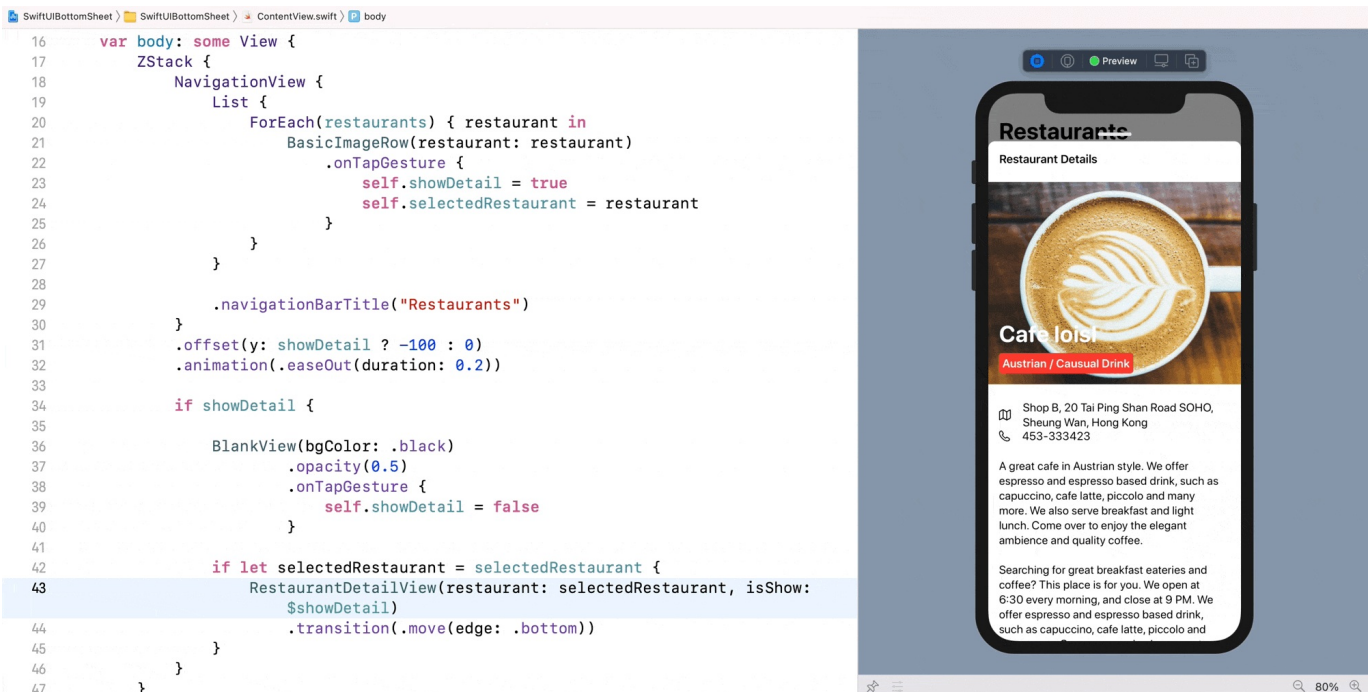 SwiftUIBottomSheet 〉 SwiftUIBottomSheet 〉 ContentView.swift 〉 P body
16 var body: some View {
17 ZStack {
18 NavigationView {
19 List {
20 ForEach(restaurants) { restaurant in
21 BasicImageRow(restaurant: restaurant)
22 .onTapGesture {
23 self.showDetail = true
24 self.selectedRestaurant = restaurant
25 }
26 }
27 }
28
29 .navigationBarTitle("Restaurants")
30 }
31 .offset(y: showDetail ? -100 : 0)
32 .animation(.easeOut(duration: 0.2))
33
34 if showDetail {
35
36 BlankView(bgColor: .black)
37 .opacity(0.5)
38 .onTapGesture {
39 self.showDetail = false
40 }
41
42 if let selectedRestaurant = selectedRestaurant {
43 RestaurantDetailView(restaurant: selectedRestaurant, isShow:
$showDetail)
44 .transition(.move(edge: .bottom))
45 }
46 }
47 }
Preview
Restaurants
Restaurant Details
Cafe loisl
Austrian / Causual Drink
Shop B, 20 Tai Ping Shan Road SOHO,
Sheung Wan, Hong Kong
453-333423
A great cafe in Austrian style. We offer
espresso and espresso based drink, such as
capuccino, cafe latte, piccolo and many
more. We also serve breakfast and light
lunch. Come over to enjoy the elegant
ambience and quality coffee.
Searching for great breakfast eateries and
coffee? This place is for you. We open at
6:30 every morning, and close at 9 PM. We
offer espresso and espresso based drink,
such as capuccino, cafe latte, piccolo and
80%